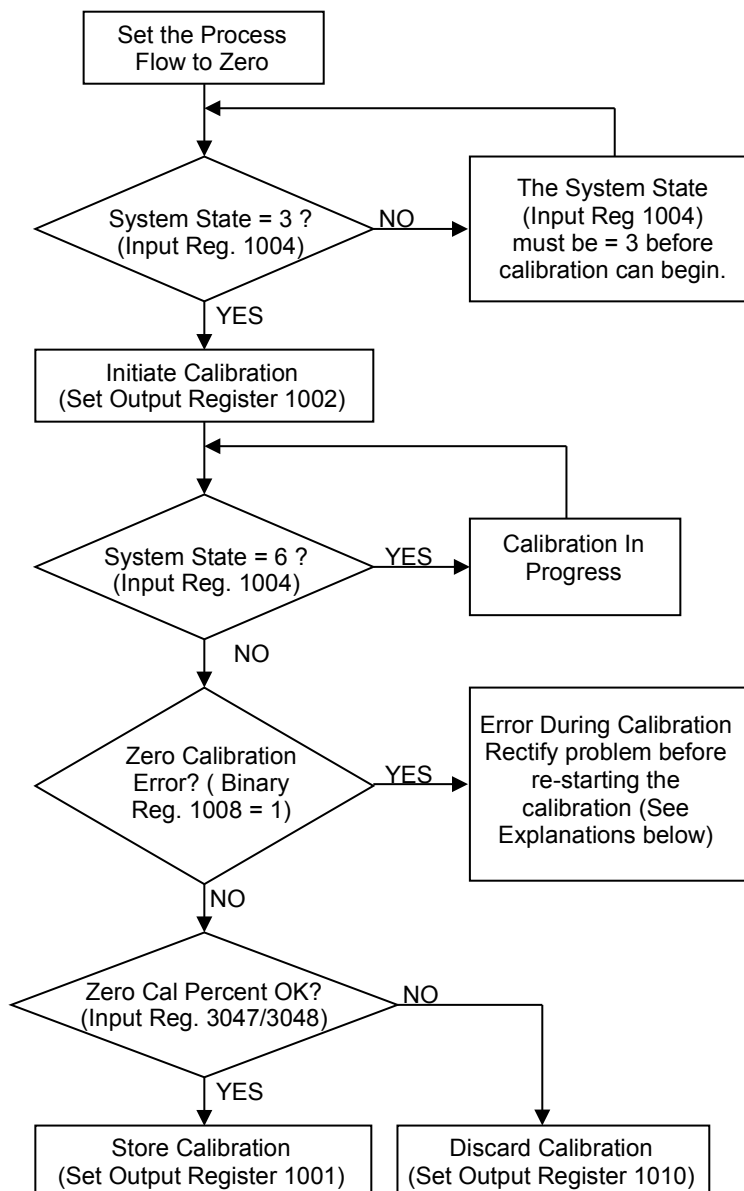 Set the Process
Flow to Zero
System State = 3 ?
(Input Reg. 1004)
NO
The System State
(Input Reg 1004)
must be = 3 before
calibration can begin.
YES
Initiate Calibration
(Set Output Register 1002)
System State = 6 ?
(Input Reg. 1004)
YES
Calibration In
Progress
NO
Zero Calibration
Error? ( Binary
Reg. 1008 = 1)
YES
Error During Calibration
Rectify problem before
re-starting the
calibration (See
Explanations below)
NO
Zero Cal Percent OK?
(Input Reg. 3047/3048)
NO
YES
Store Calibration
(Set Output Register 1001)
Discard Calibration
(Set Output Register 1010)